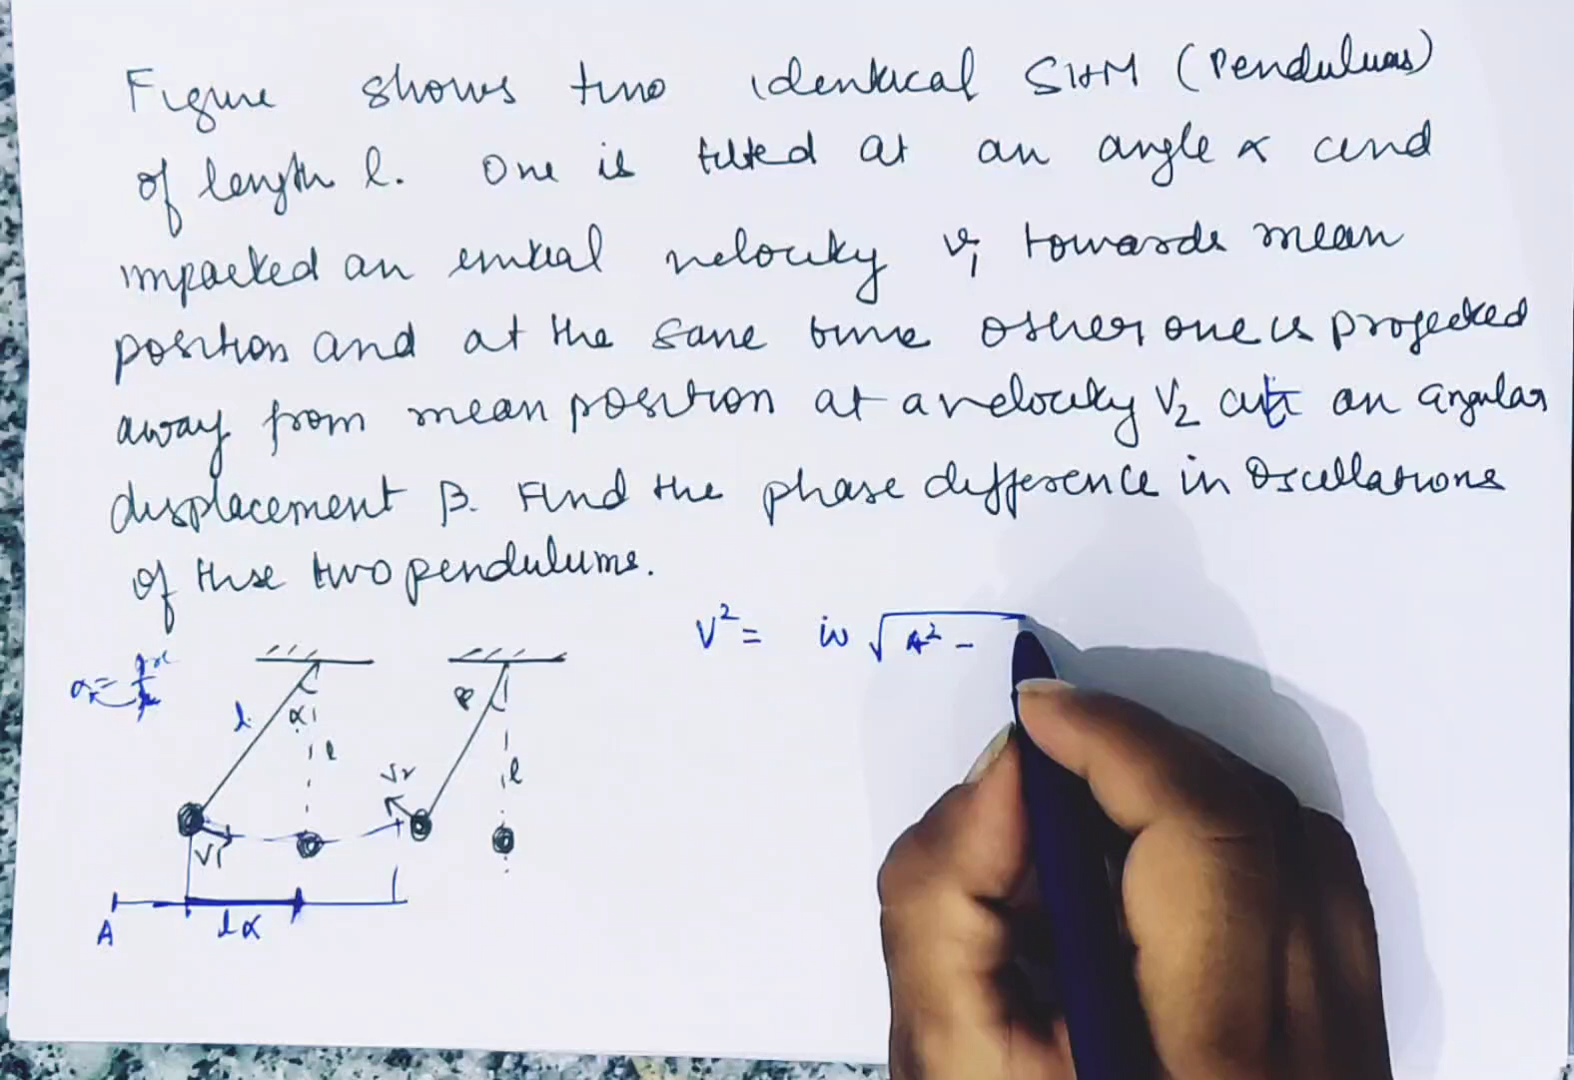 Figure shows two identical SHM (Pendulums)
of length l. One is tilted at an angle α and
imparted an initial velocity v₁ towards mean
position and at the same time other one is projected
away from mean position at a velocity V₂ at an angular
displacement β. Find the phase difference in Oscillations
of these two pendulums.
V² = ω √ A² -
α =
l α l
β l
V₁ V₂
A lα